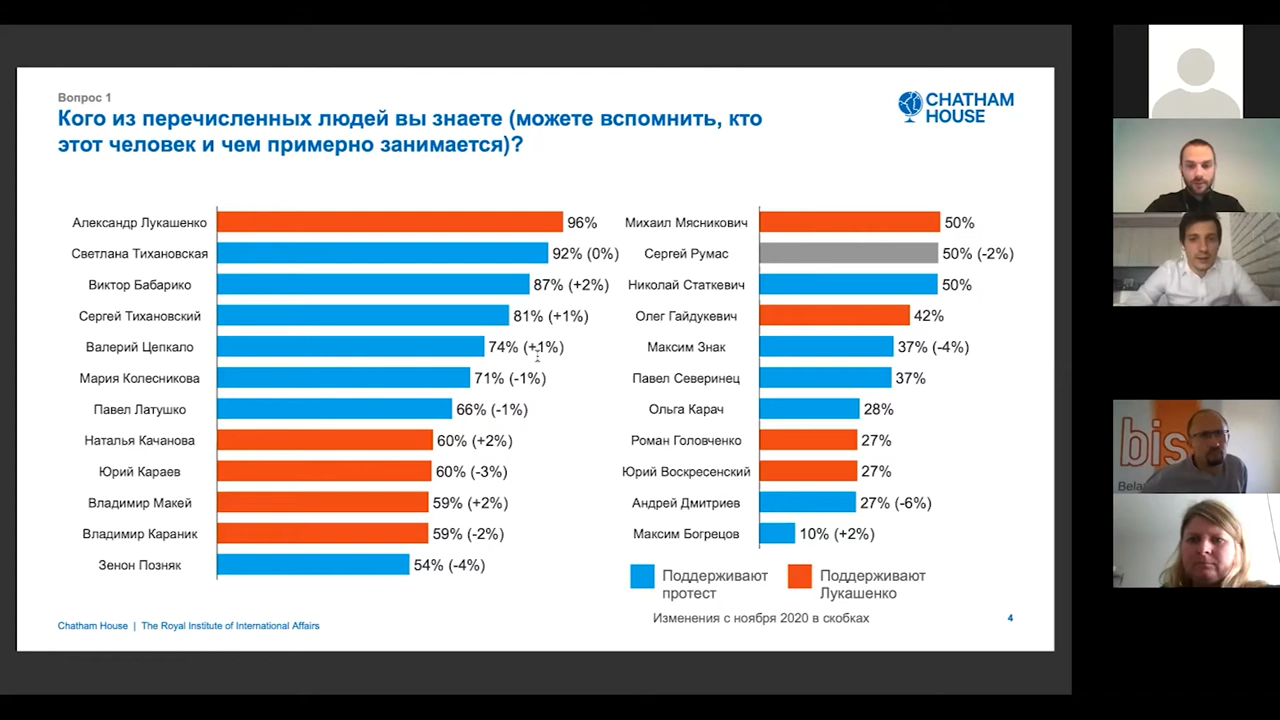 Вопрос 1
Кого из перечисленных людей вы знаете (можете вспомнить, кто
этот человек и чем примерно занимается)?
CHATHAM
HOUSE
Александр Лукашенко 96%
Светлана Тихановская 92% (0%)
Виктор Бабарико 87% (+2%)
Сергей Тихановский 81% (+1%)
Валерий Цепкало 74% (+1%)
Мария Колесникова 71% (-1%)
Павел Латушко 66% (-1%)
Наталья Качанова 60% (+2%)
Юрий Караев 60% (-3%)
Владимир Макей 59% (+2%)
Владимир Караник 59% (-2%)
Зенон Позняк 54% (-4%)
Михаил Мясникович 50%
Сергей Румас 50% (-2%)
Николай Статкевич 50%
Олег Гайдукевич 42%
Максим Знак 37% (-4%)
Павел Северинец 37%
Ольга Карач 28%
Роман Головченко 27%
Юрий Воскресенский 27%
Андрей Дмитриев 27% (-6%)
Максим Богрецов 10% (+2%)
Поддерживают
протест
Поддерживают
Лукашенко
Изменения с ноября 2020 в скобках
Chatham House | The Royal Institute of International Affairs
4
bis